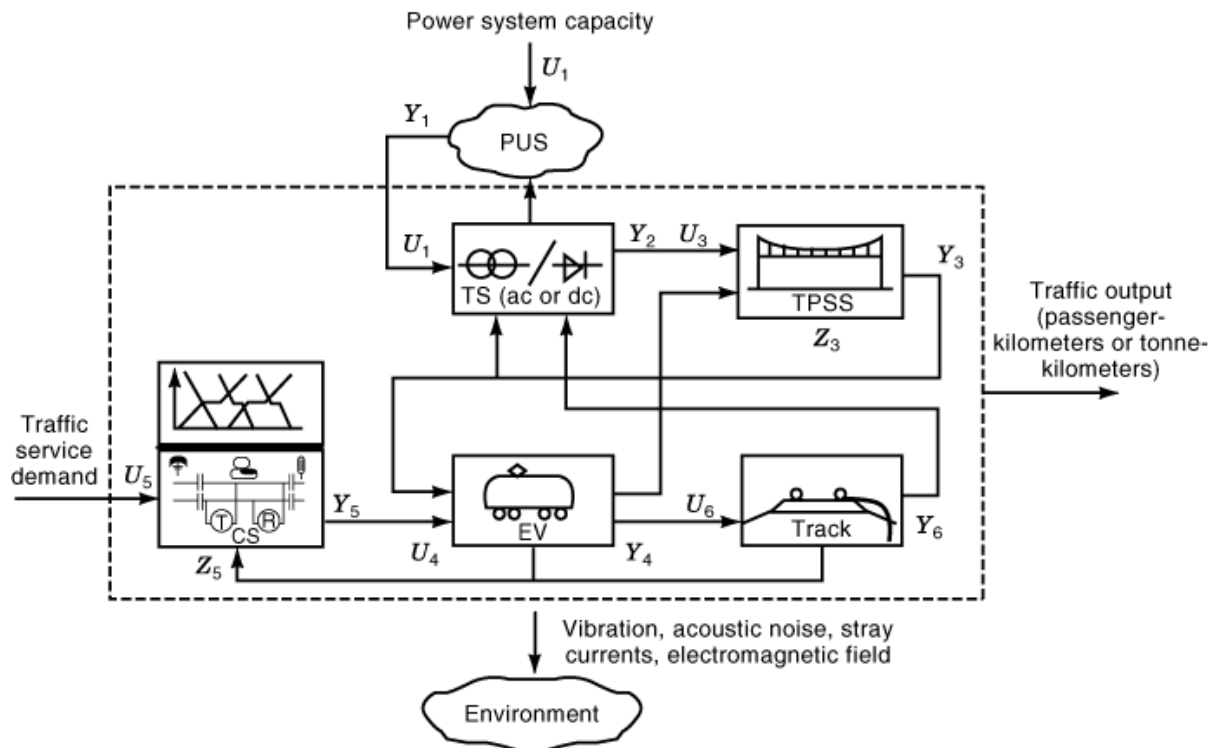 Power system capacity
U1
Y1
PUS
U1
Y2
U3
Y3
TS (ac or dc)
TPSS
Z3
Traffic output
(passenger-
kilometers or tonne-
kilometers)
Traffic
service
demand
U5
T
R
CS
Y5
Z5
U4
EV
Y4
U6
Track
Y6
Vibration, acoustic noise, stray
currents, electromagnetic field
Environment